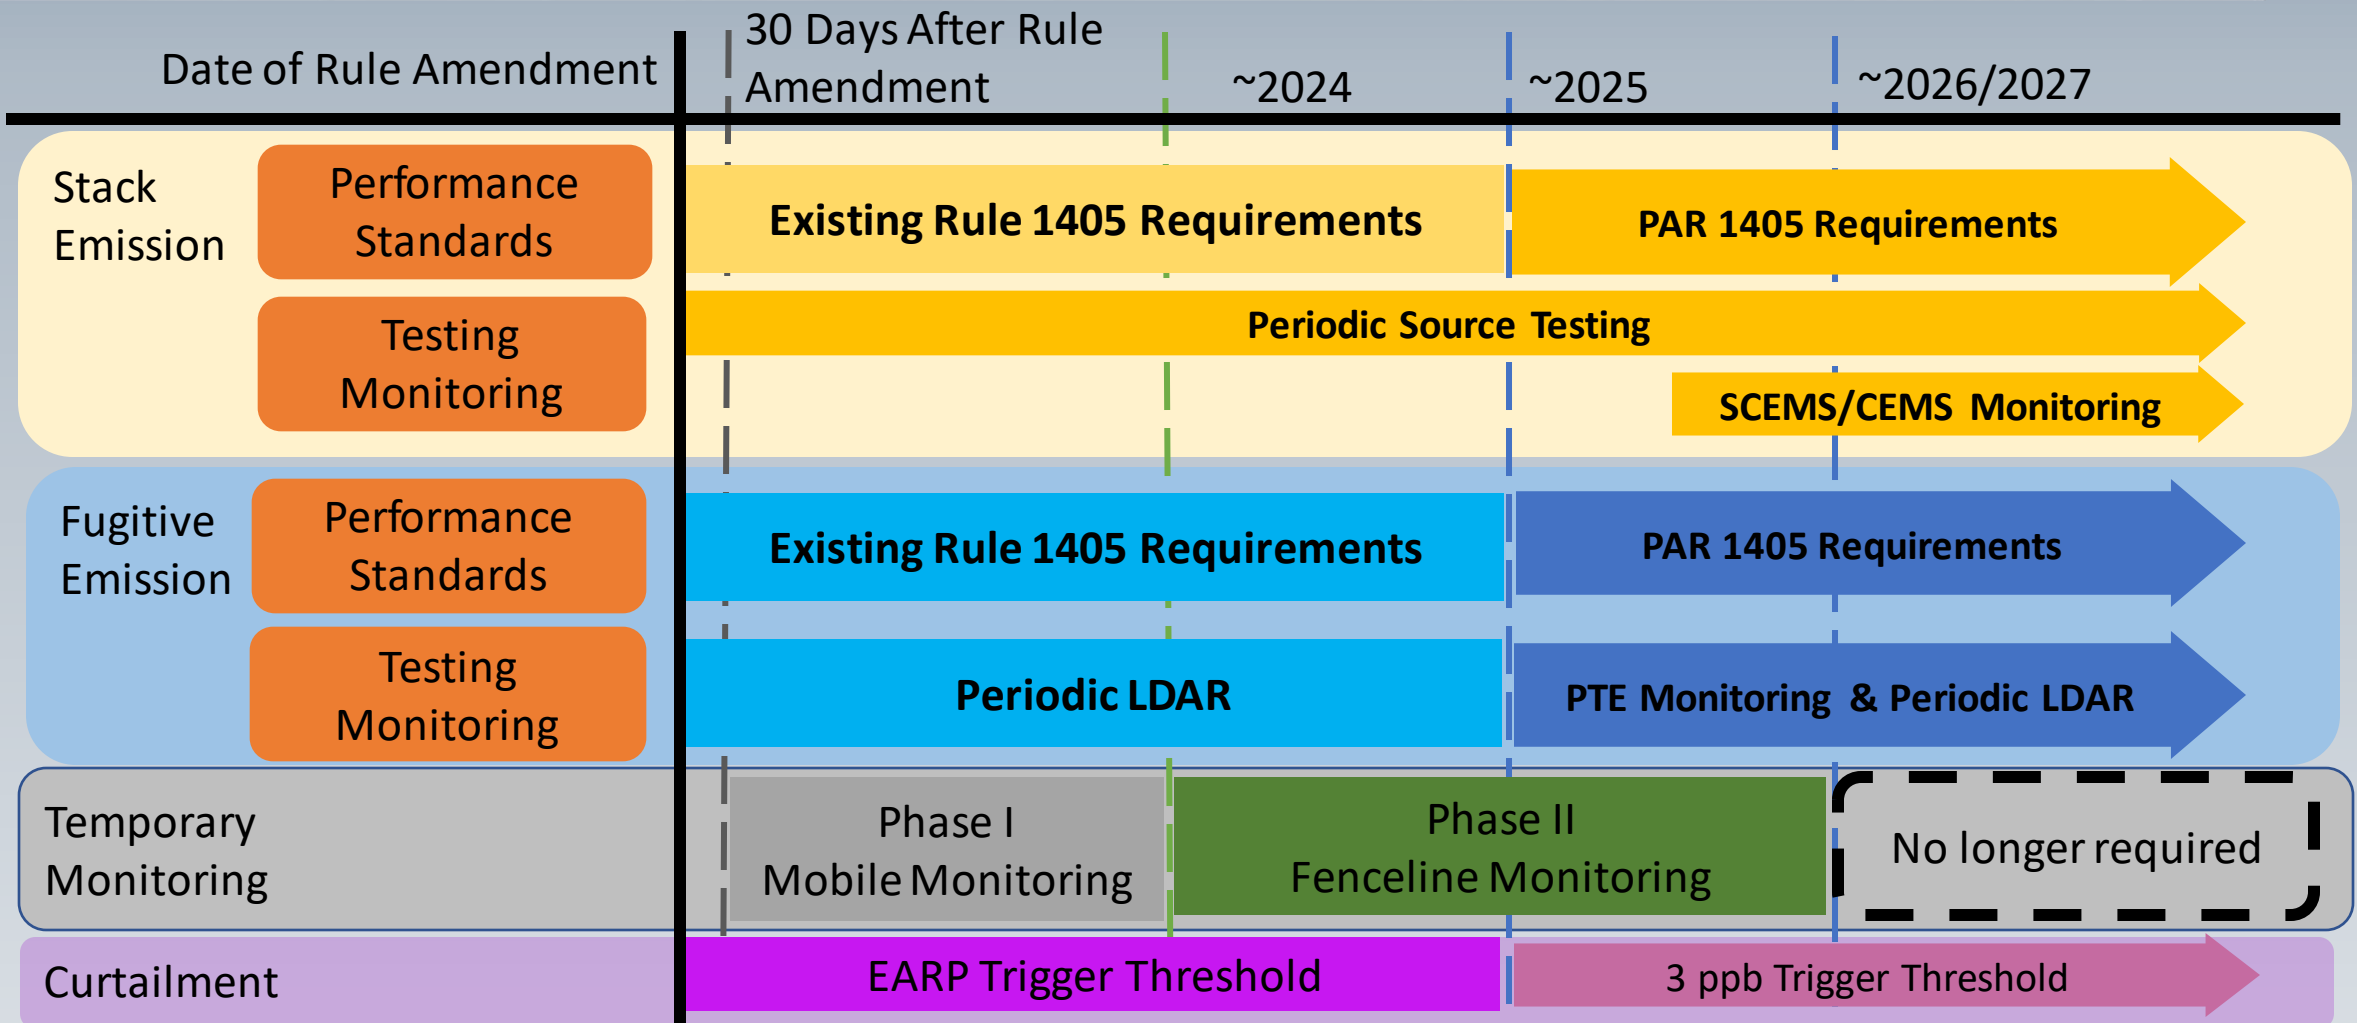 Date of Rule Amendment
30 Days After Rule
Amendment
~2024
~2025
~2026/2027
Stack
Emission
Performance
Standards
Existing Rule 1405 Requirements
PAR 1405 Requirements
Testing
Monitoring
Periodic Source Testing
SCEMS/CEMS Monitoring
Fugitive
Emission
Performance
Standards
Existing Rule 1405 Requirements
PAR 1405 Requirements
Testing
Monitoring
Periodic LDAR
PTE Monitoring & Periodic LDAR
Temporary
Monitoring
Phase I
Mobile Monitoring
Phase II
Fenceline Monitoring
No longer required
Curtailment
EARP Trigger Threshold
3 ppb Trigger Threshold